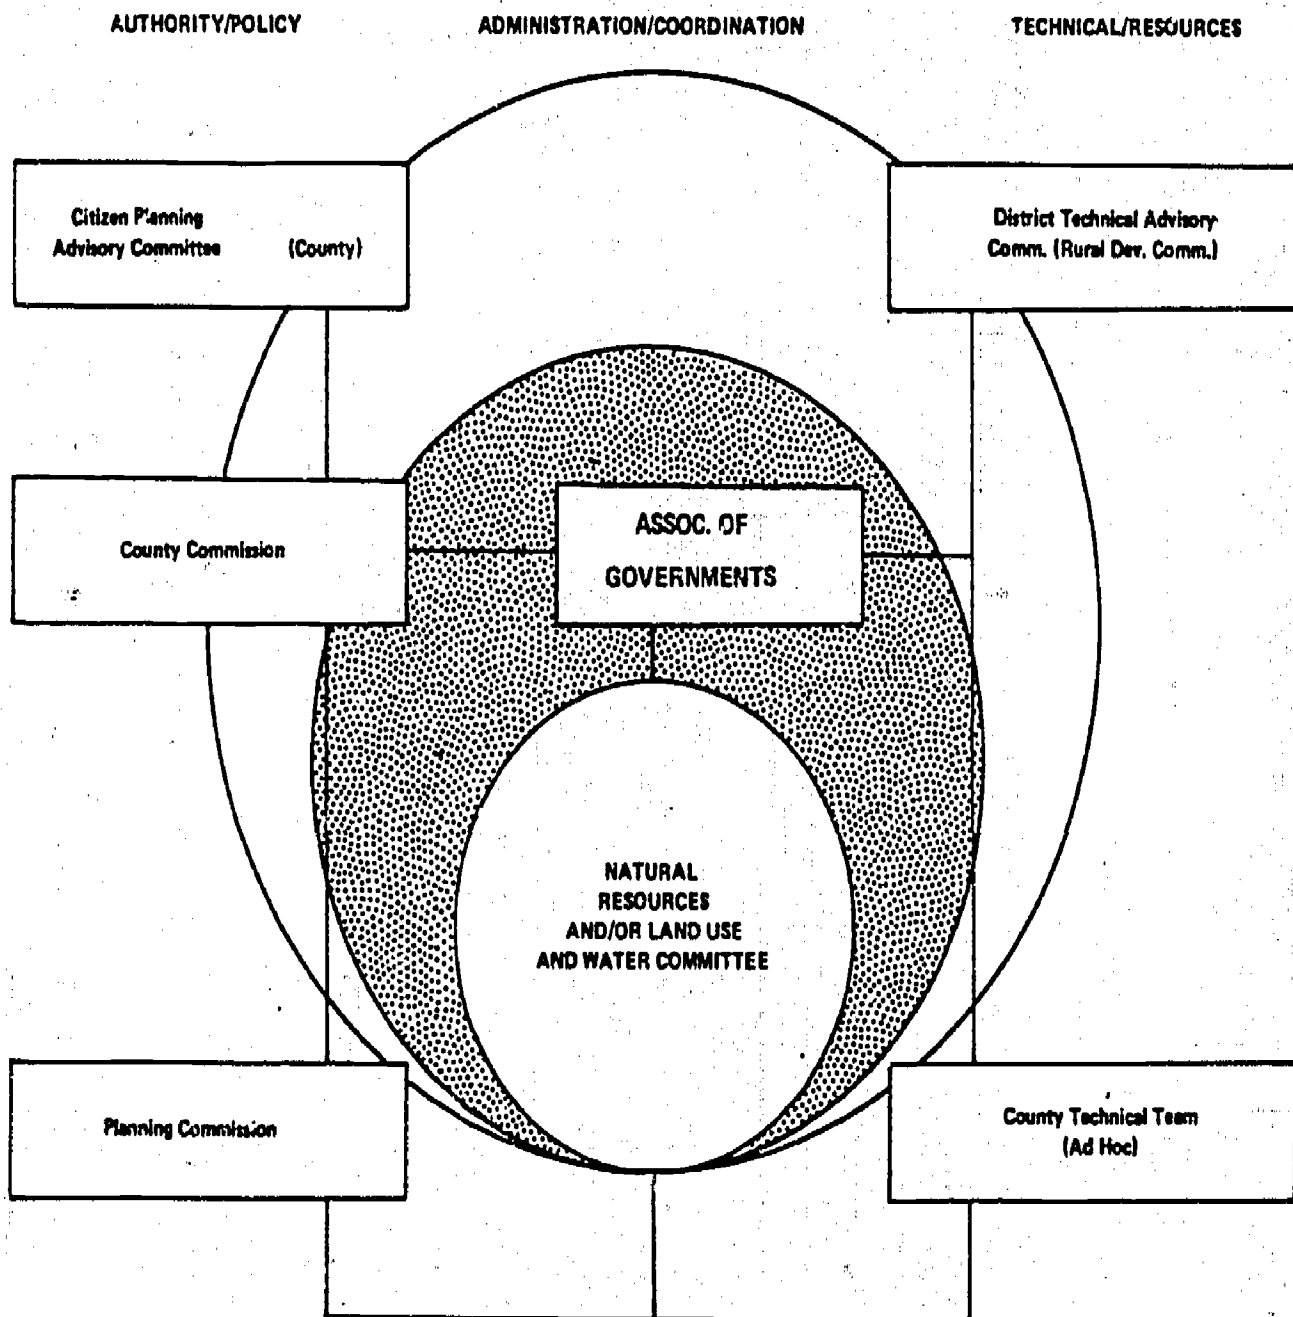 AUTHORITY/POLICY
ADMINISTRATION/COORDINATION
TECHNICAL/RESOURCES
Citizen Planning
Advisory Committee (County)
District Technical Advisory
Comm. (Rural Dev. Comm.)
County Commission
ASSOC. OF
GOVERNMENTS
NATURAL
RESOURCES
AND/OR LAND USE
AND WATER COMMITTEE
Planning Commission
County Technical Team
(Ad Hoc)